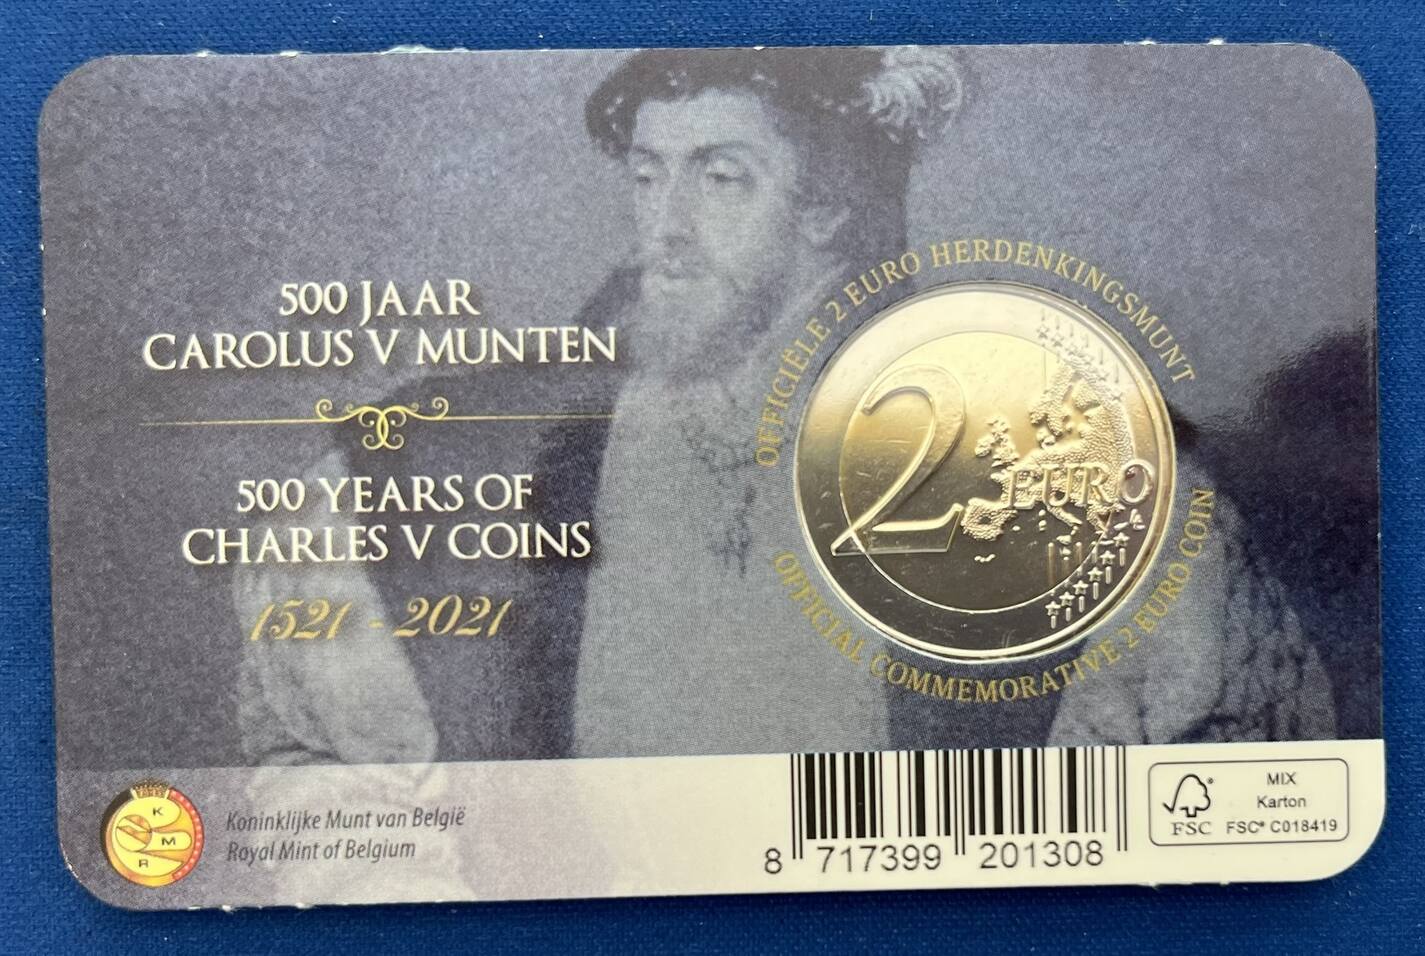 500 JAAR
CAROLUS V MUNTEN
500 YEARS OF
CHARLES V COINS
1521 - 2021
OFFICIËLE 2 EURO HERDENKINGSMUNT
2 EURO
OFFICIAL COMMEMORATIVE 2 EURO COIN
K
M
R
Koninklijke Munt van België
Royal Mint of Belgium
8 717399 201308
FSC
MIX
Karton
FSC® C018419